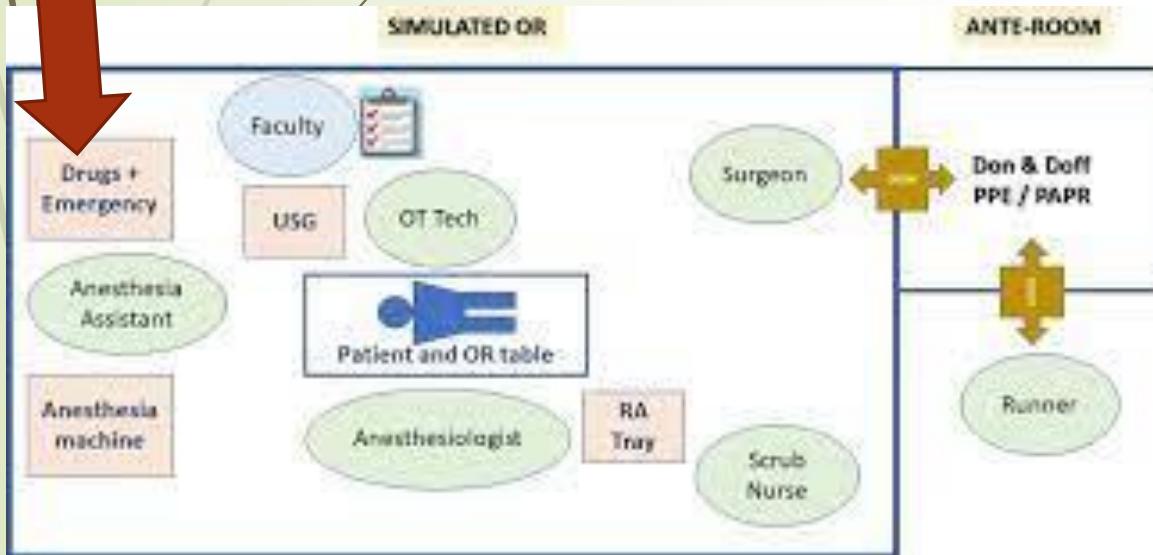 SIMULATED OR
ANTE-ROOM
Faculty
Drugs +
Emergency
USG
OT Tech
Surgeon
Don & Doff
PPE / PAPR
Anesthesia
Assistant
Patient and OR table
Anesthesia
machine
Anesthesiologist
RA
Tray
Scrub
Nurse
Runner